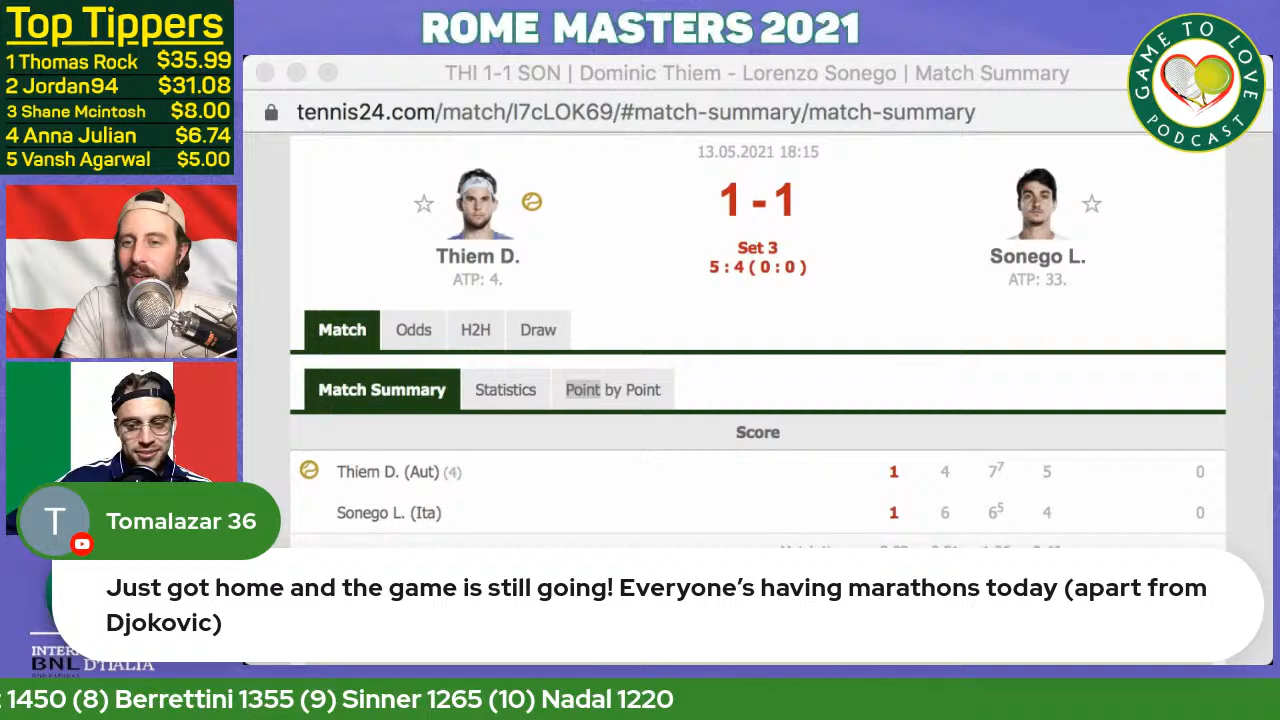 Top Tippers
1 Thomas Rock $35.99
2 Jordan94 $31.08
3 Shane Mcintosh $8.00
4 Anna Julian $6.74
5 Vansh Agarwal $5.00
ROME MASTERS 2021
GAME TO LOVE
PODCAST
THI 1-1 SON | Dominic Thiem - Lorenzo Sonego | Match Summary
tennis24.com/match/I7cLOK69/#match-summary/match-summary
13.05.2021 18:15
1 - 1
Set 3
5 : 4 ( 0 : 0 )
Thiem D.
ATP: 4.
Sonego L.
ATP: 33.
Match Odds H2H Draw
Match Summary Statistics Point by Point
Score
Thiem D. (Aut) (4) 1 4 7⁷ 5 0
Sonego L. (Ita) 1 6 6⁵ 4 0
T Tomalazar 36
Just got home and the game is still going! Everyone’s having marathons today (apart from
Djokovic)
INTER
BNL D'ITALIA
1450 (8) Berrettini 1355 (9) Sinner 1265 (10) Nadal 1220